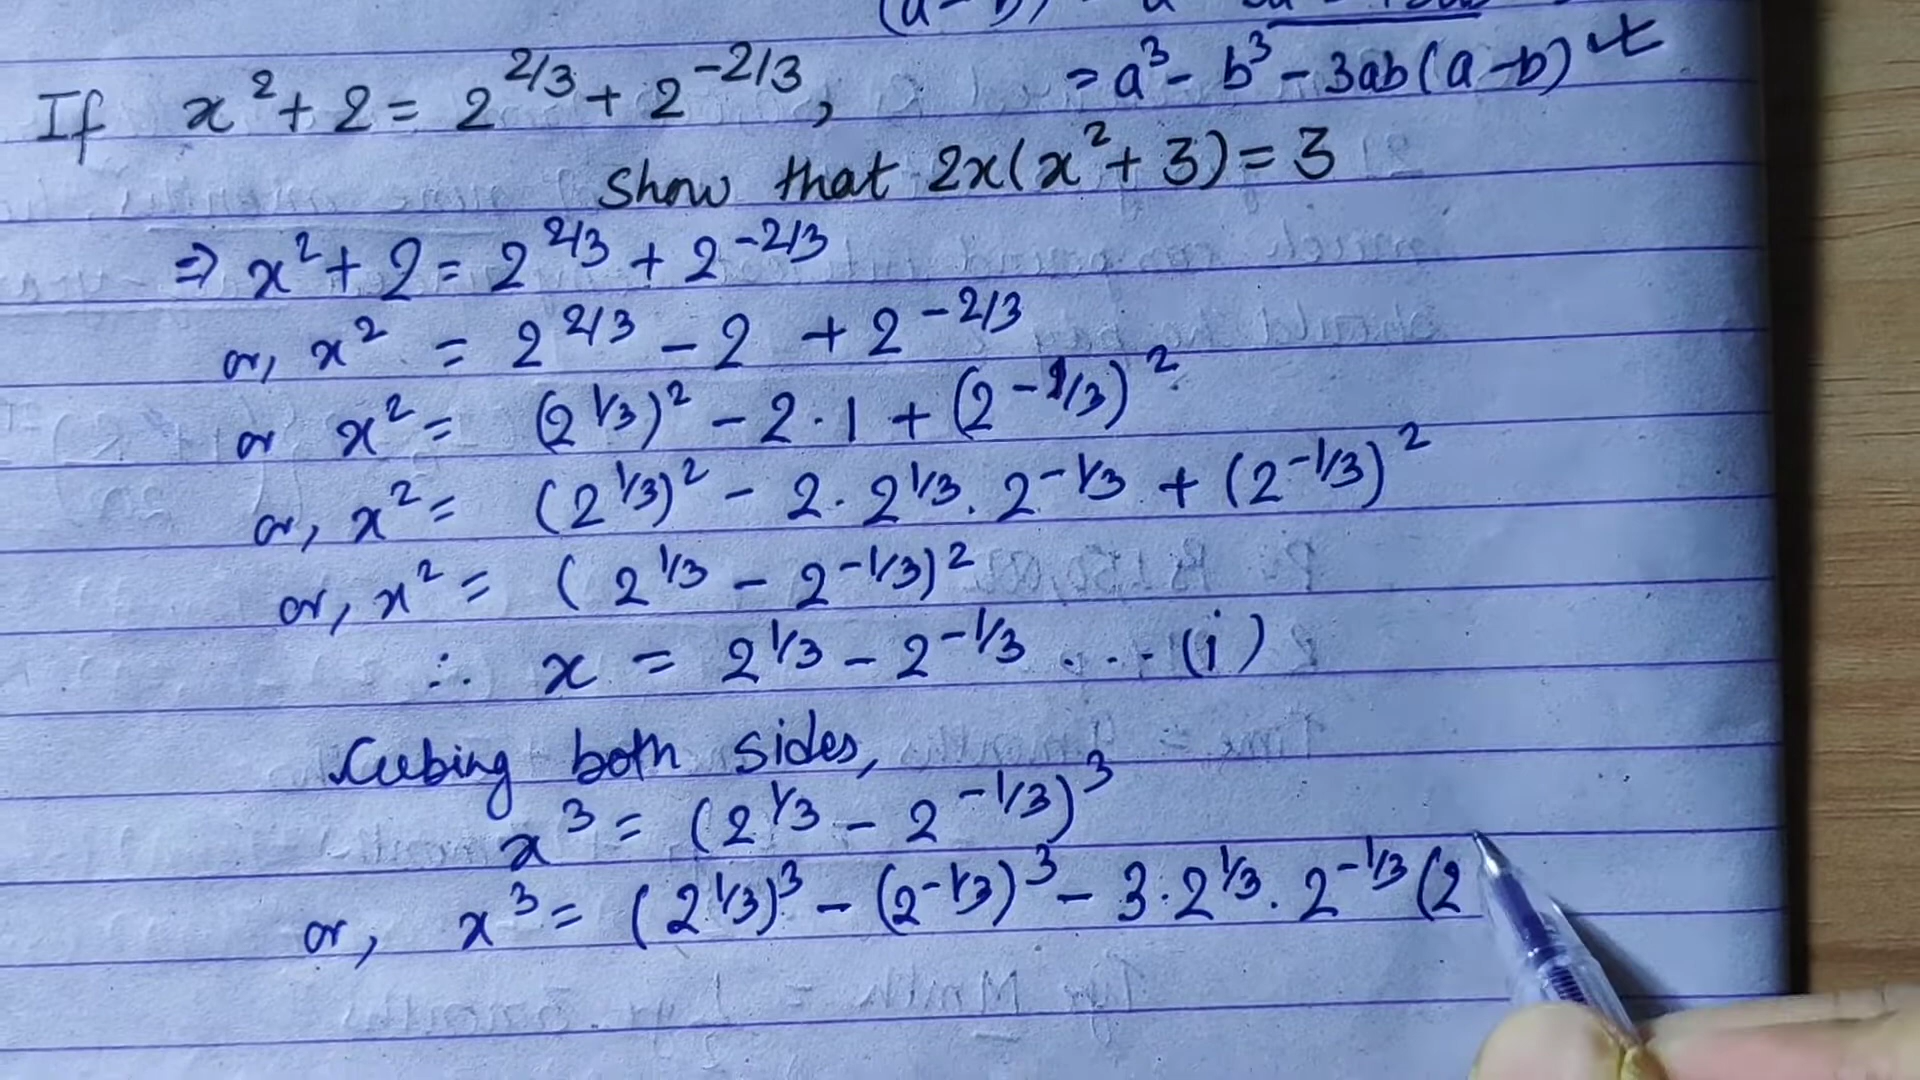 If x² + 2 = 2^2/3 + 2^-2/3,
= a³ - b³ - 3ab(a-b)
Show that 2x(x² + 3) = 3
⇒ x² + 2 = 2^2/3 + 2^-2/3
or, x² = 2^2/3 - 2 + 2^-2/3
or x² = (2^1/3)² - 2·1 + (2^-1/3)²
or, x² = (2^1/3)² - 2·2^1/3·2^-1/3 + (2^-1/3)²
or, x² = (2^1/3 - 2^-1/3)²
∴ x = 2^1/3 - 2^-1/3 ... (i)
Cubing both sides,
x³ = (2^1/3 - 2^-1/3)³
or, x³ = (2^1/3)³ - (2^-1/3)³ - 3·2^1/3·2^-1/3 (2